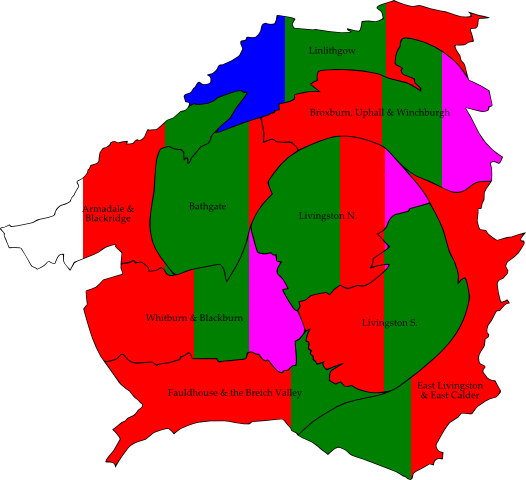 Linlithgow
Broxburn, Uphall & Winchburgh
Armadale &
Blackridge
Bathgate
Livingston N.
Whitburn & Blackburn
Livingston S.
Fauldhouse & the Breich Valley
East Livingston
& East Calder